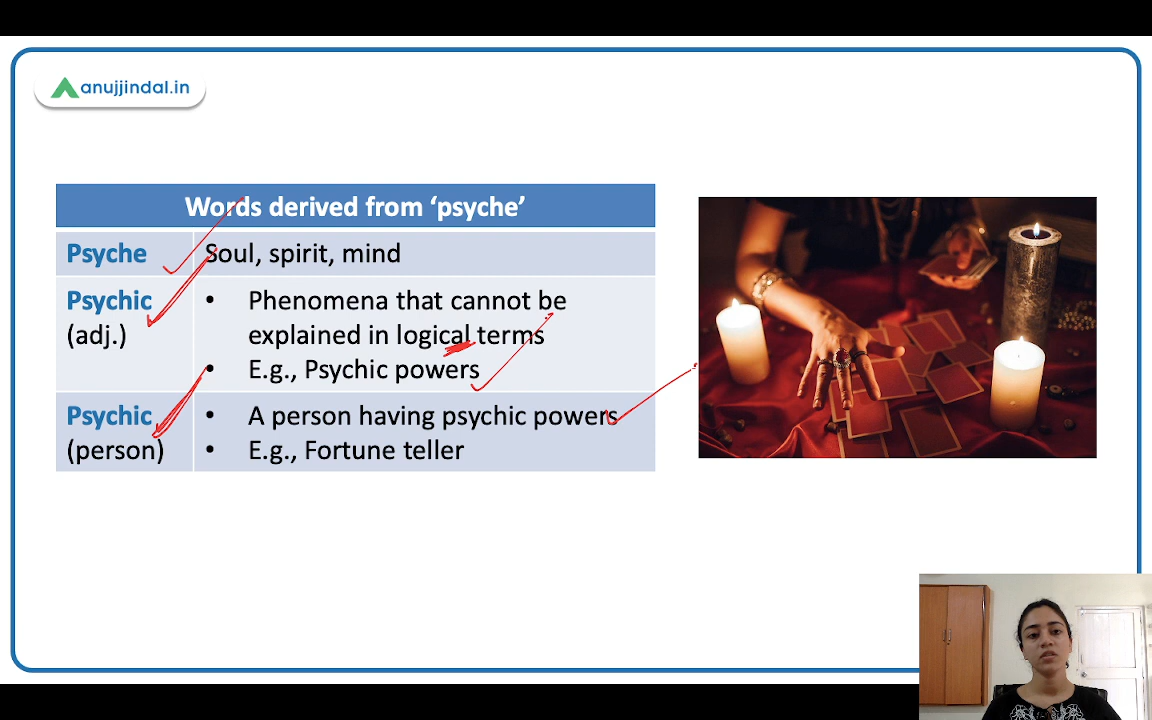 anujjindal.in
Words derived from ‘psyche’
Psyche
Soul, spirit, mind
Psychic
(adj.)
• Phenomena that cannot be
explained in logical terms
• E.g., Psychic powers
Psychic
(person)
• A person having psychic powers
• E.g., Fortune teller